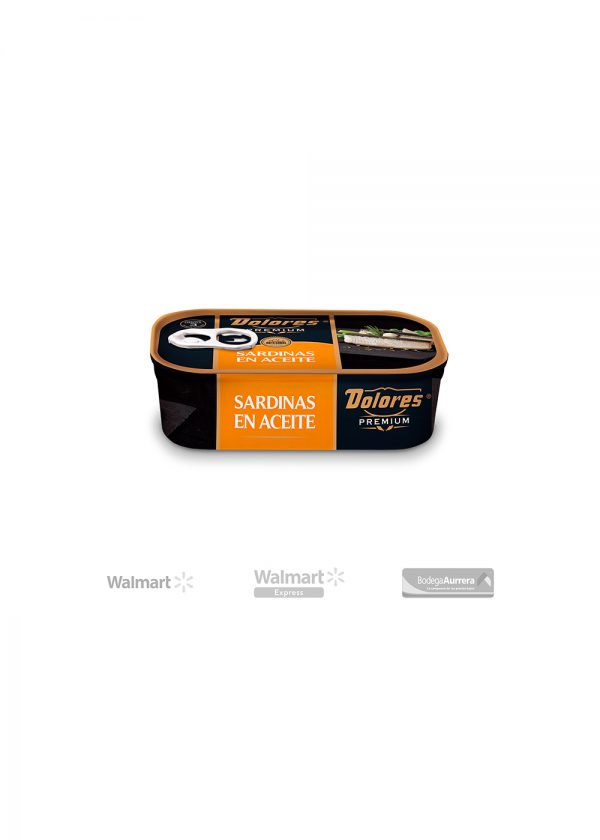 Dolores®
PREMIUM
SARDINAS
EN ACEITE
SARDINAS
EN ACEITE
Dolores®
PREMIUM
Walmart
Walmart
Express
BodegaAurrera